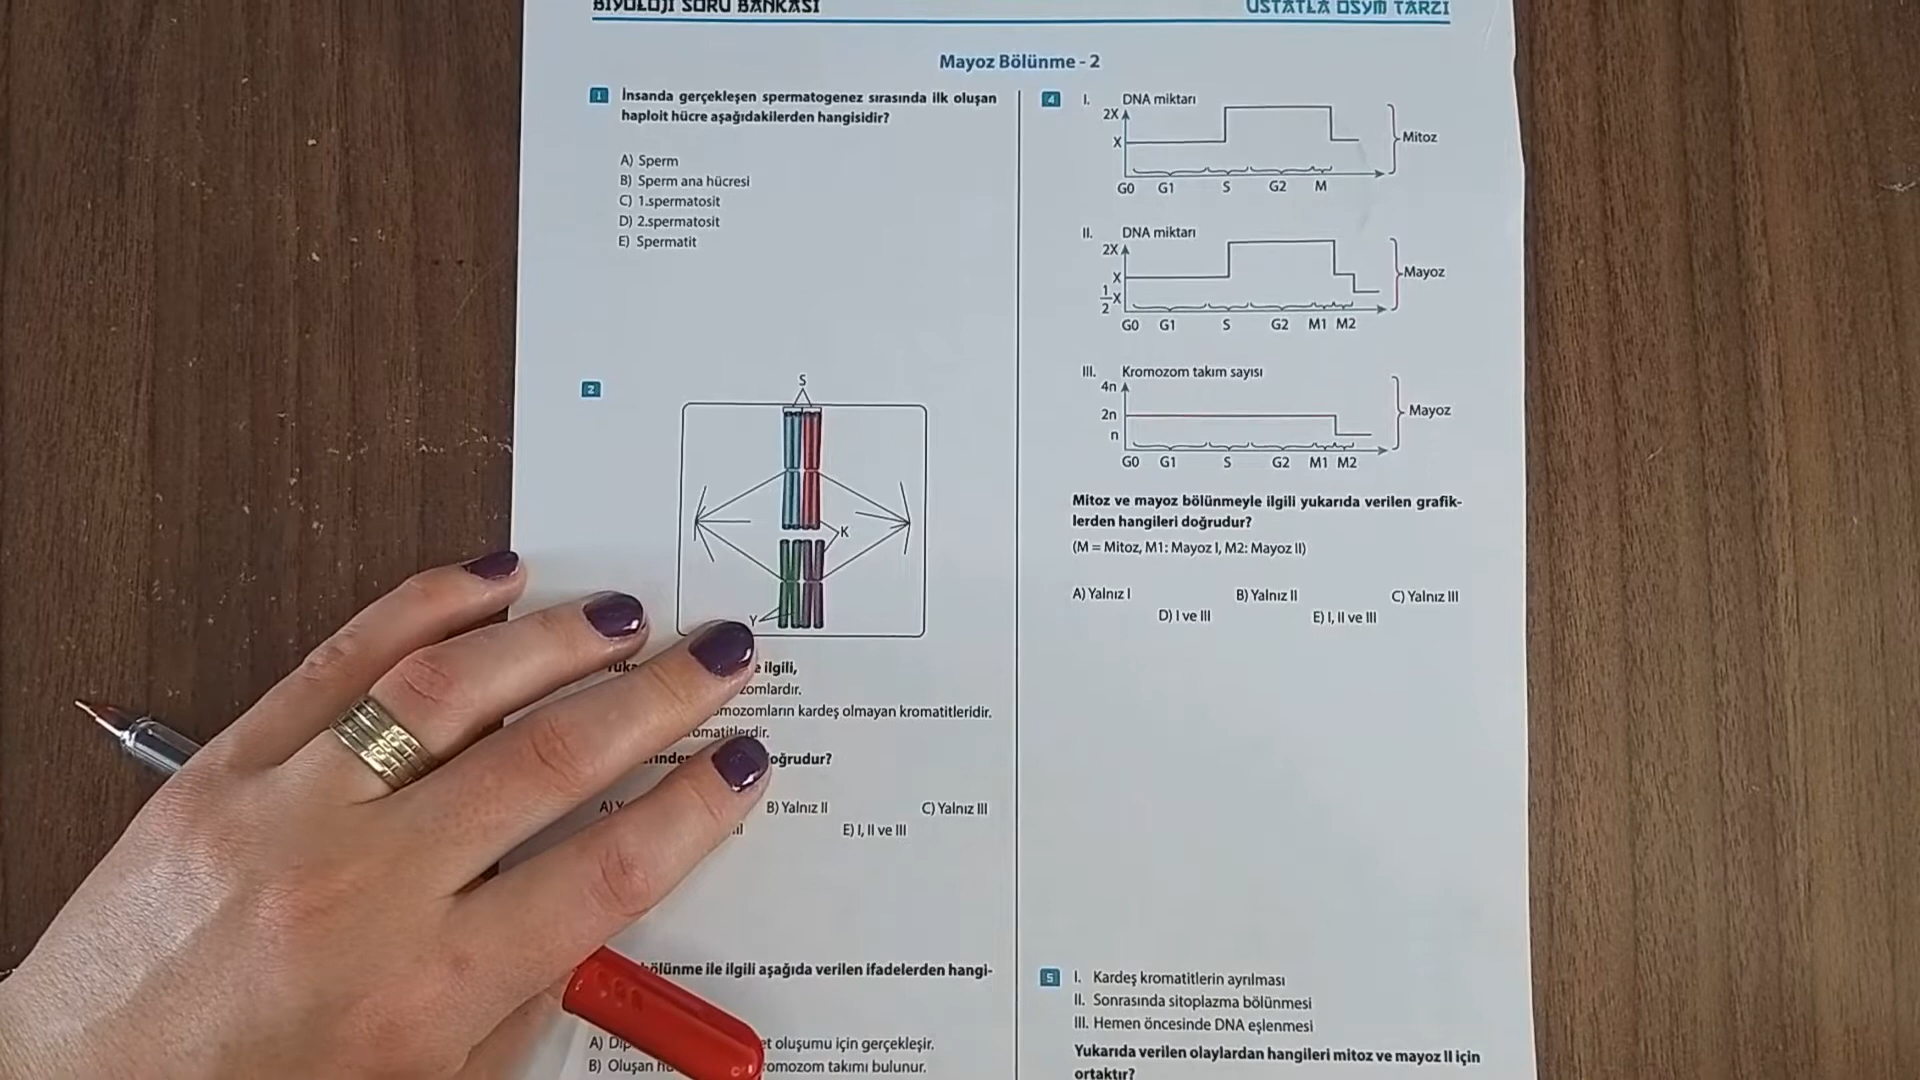 BİYOLOJİ SORU BANKASI
USTATLA ÖSYM TARZI
Mayoz Bölünme - 2
1 İnsanda gerçekleşen spermatogenez sırasında ilk oluşan
haploit hücre aşağıdakilerden hangisidir?
A) Sperm
B) Sperm ana hücresi
C) 1.spermatosit
D) 2.spermatosit
E) Spermatit
2
S
K
Y
e ilgili,
zomlardır.
omozomların kardeş olmayan kromatitleridir.
romatitlerdir.
oğrudur?
B) Yalnız II
C) Yalnız III
E) I, II ve III
bölünme ile ilgili aşağıda verilen ifadelerden hangi-
A) Dip et oluşumu için gerçekleşir.
B) Oluşan romozom takımı bulunur.
4 I. DNA miktarı
2X
X
G0 G1 S G2 M
Mitoz
II. DNA miktarı
2X
X
1/2 X
G0 G1 S G2 M1 M2
Mayoz
III. Kromozom takım sayısı
4n
2n
n
G0 G1 S G2 M1 M2
Mayoz
Mitoz ve mayoz bölünmeyle ilgili yukarıda verilen grafik-
lerden hangileri doğrudur?
(M = Mitoz, M1: Mayoz I, M2: Mayoz II)
A) Yalnız I B) Yalnız II C) Yalnız III
D) I ve III E) I, II ve III
5 I. Kardeş kromatitlerin ayrılması
II. Sonrasında sitoplazma bölünmesi
III. Hemen öncesinde DNA eşlenmesi
Yukarıda verilen olaylardan hangileri mitoz ve mayoz II için
ortaktır?